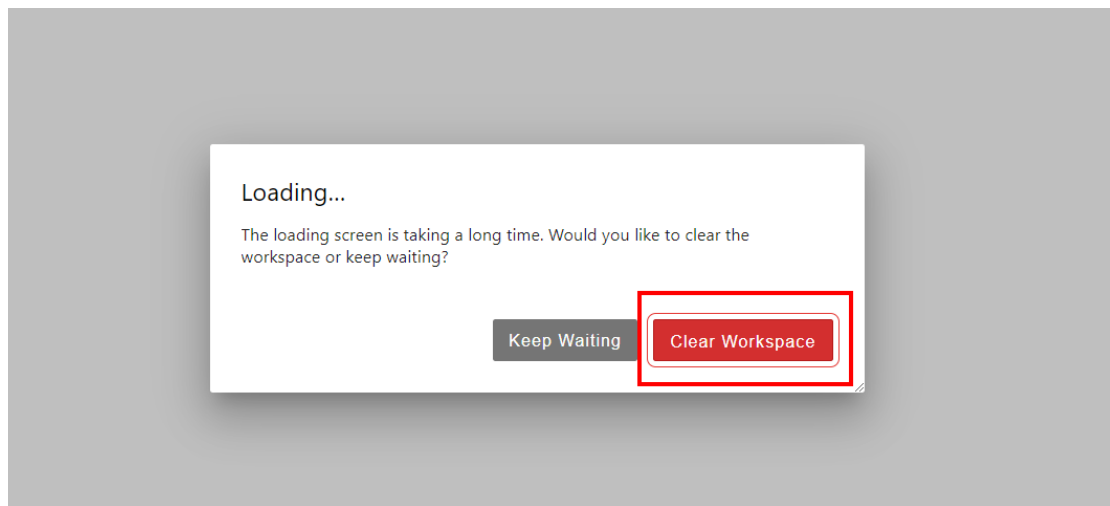 Loading...
The loading screen is taking a long time. Would you like to clear the
workspace or keep waiting?
Keep Waiting
Clear Workspace